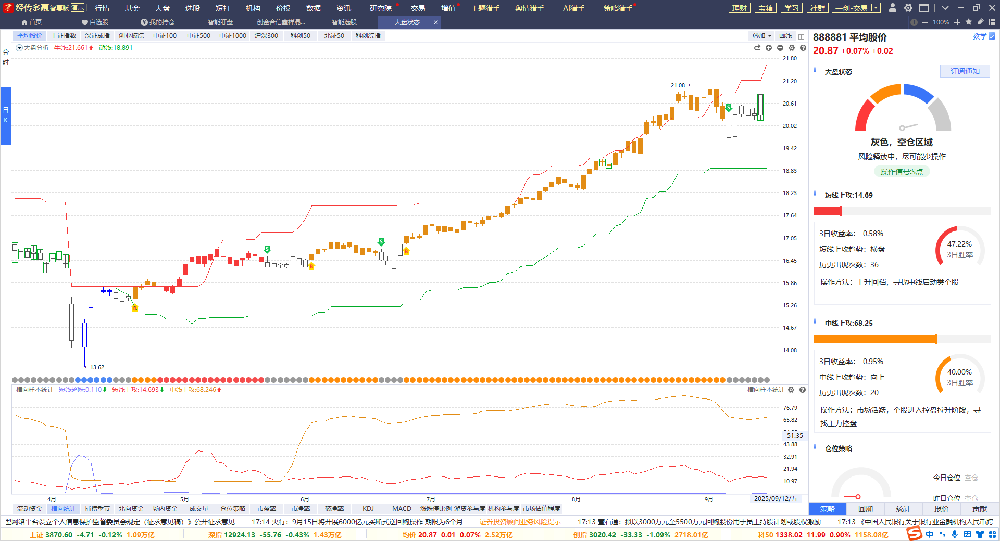 经传多赢 智尊版 演示 行情 基金 大盘 选股 短打 机构 价投 数据 资讯 研究院 交易 增值 主题猎手 舆情猎手 AI猎手 策略猎手 理财 宝箱 学习 社群 一创-交易
首页 自选股 我的持仓 智能盯盘 创金合信鑫祥混... 智能选股 大盘状态 100%
平均股价 上证指数 深证成指 创业板综 中证100 中证500 中证1000 沪深300 科创50 北证50 科创综指 叠加 画线
大盘分析 牛线:21.661 熊线:18.891
分时
日K
21.80
21.20
20.61
20.02
19.42
18.83
18.23
17.64
17.05
16.45
15.86
15.26
14.67
14.08
21.08
13.62
S
S
S
B
B
B
横向样本统计 短线超跌:0.110 短线上攻:14.693 中线上攻:68.246 横向样本统计
76.79
65.82
51.35
43.88
32.91
21.94
10.97
4月 5月 6月 7月 8月 9月 2025/09/12/五
流动资金 横向统计 捕捞季节 北向资金 场内资金 成交量 仓位策略 市盈率 市净率 破净率 KDJ MACD 涨跌停比例 游资参与度 机构参与度 市场估值程度
888881 平均股价 教学
20.87 +0.07% +0.02
大盘状态 订阅通知
灰色，空仓区域
风险释放中，尽可能少操作
操作信号:S点
短线上攻:14.69
3日收益率：-0.58%
短线上攻趋势：横盘
历史出现次数：36
47.22%
3日胜率
操作方法：上升回档，寻找中线启动类个股
中线上攻:68.25
3日收益率：-0.95%
中线上攻趋势：向上
历史出现次数：20
40.00%
3日胜率
操作方法：市场活跃，个股进入控盘拉升阶段，寻找主力控盘
仓位策略
今日仓位 空仓
昨日仓位 空仓
策略 回溯 统计 报价 贡献
型网络平台设立个人信息保护监督委员会规定（征求意见稿）》公开征求意见 17:14 央行：9月15日将开展6000亿元买断式逆回购操作 期限为6个月 证券投资顾问业务风险提示 17:13 壹石通：拟以3000万元至5500万元回购股份用于员工持股计划或股权激励 17:13 《中国人民银行关于银行业金融机构人民币跨
上证 3870.60 -4.71 -0.12% 1.09万亿 深指 12924.13 -55.76 -0.43% 1.43万亿 均价 20.87 0.01 0.07% 2.52万亿 创指 3020.42 -33.33 -1.09% 2718.01亿 科50 1338.02 11.99 0.90% 1158.08亿 中